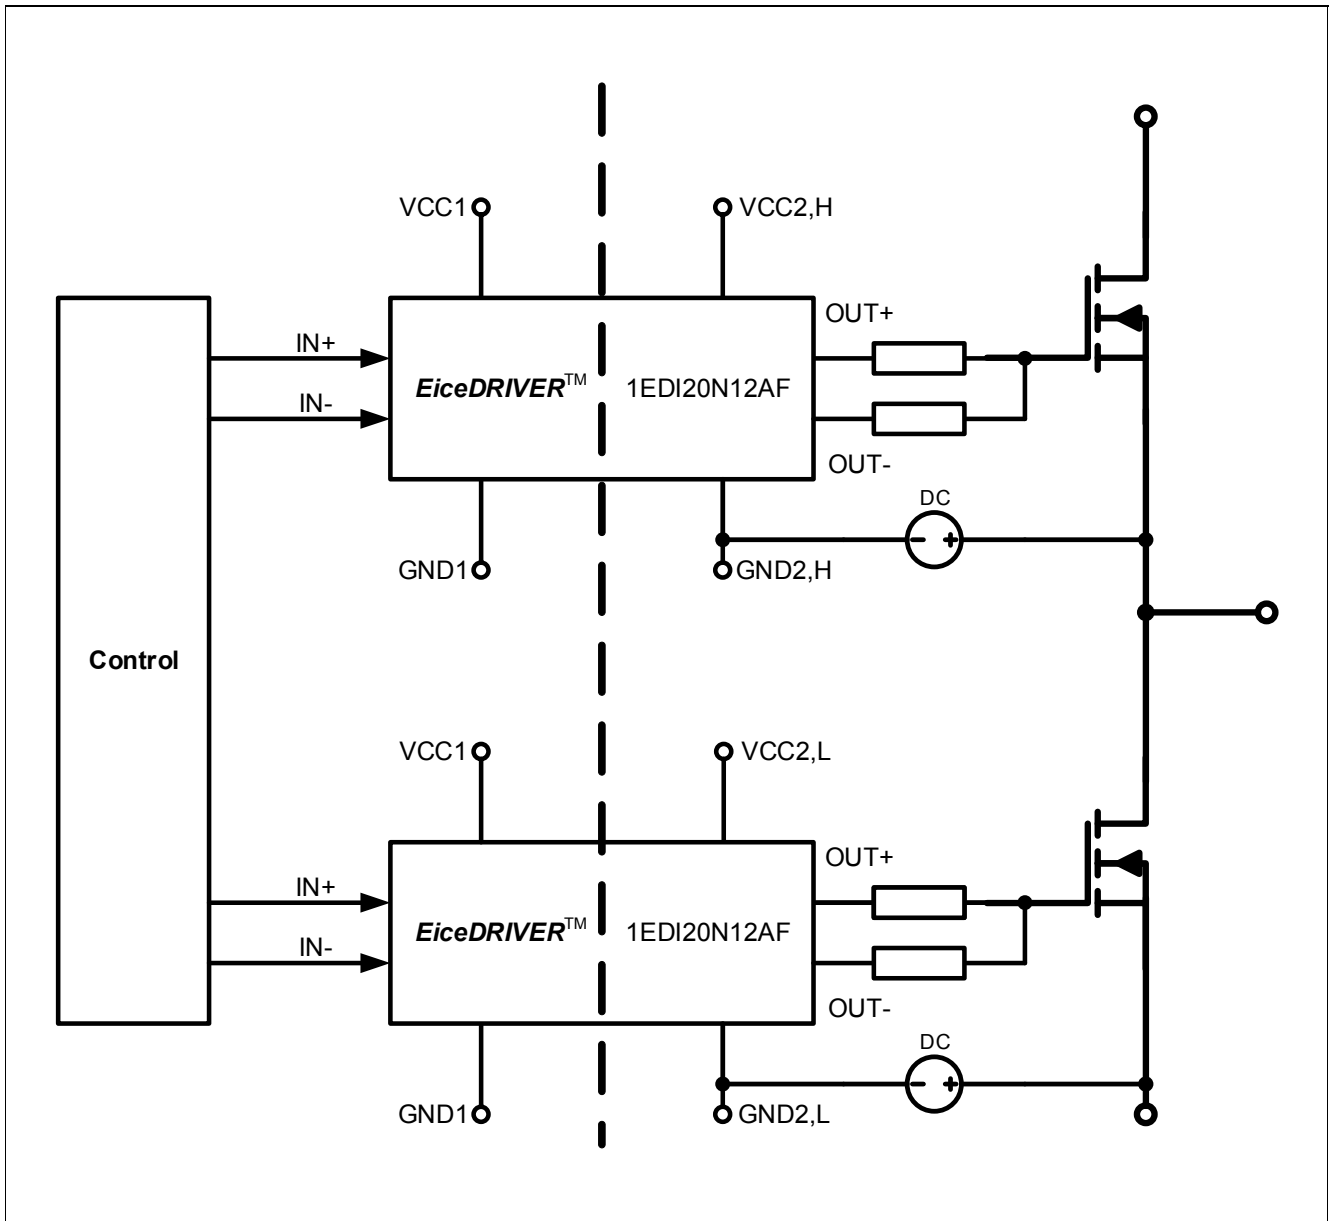 VCC1
VCC2,H
IN+
IN-
EiceDRIVER™
1EDI20N12AF
OUT+
OUT-
DC
- +
GND1
GND2,H
Control
VCC1
VCC2,L
IN+
IN-
EiceDRIVER™
1EDI20N12AF
OUT+
OUT-
DC
- +
GND1
GND2,L